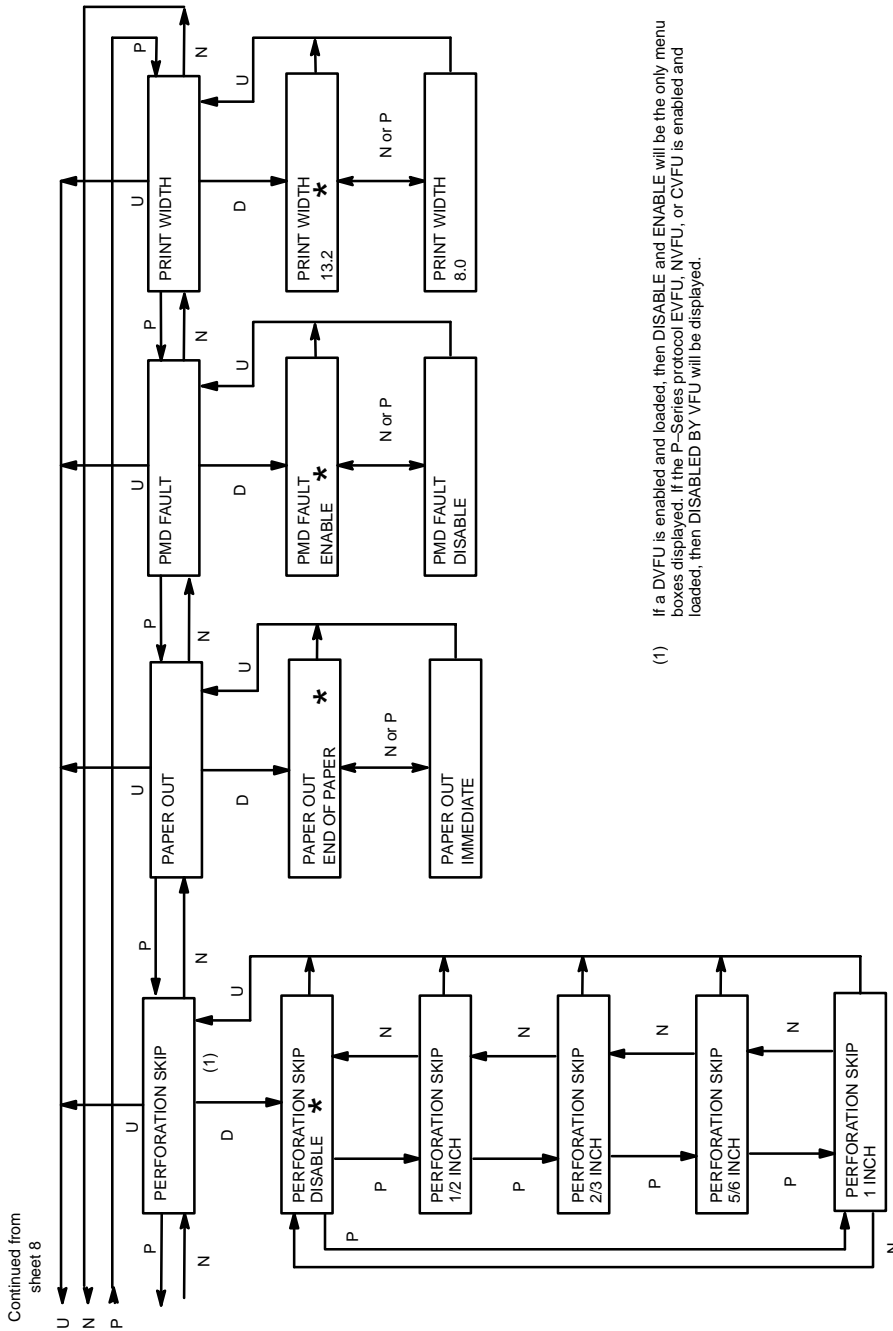 Continued from
sheet 8
U
N
P
P
N
U
PERFORATION SKIP
(1)
D
U
P
N
U
PAPER OUT
D
U
P
N
U
PMD FAULT
D
U
P
N
U
PRINT WIDTH
D
U
P
N
PERFORATION SKIP
DISABLE *
P
N
PERFORATION SKIP
1/2 INCH
P
N
PERFORATION SKIP
2/3 INCH
P
N
PERFORATION SKIP
5/6 INCH
P
N
PERFORATION SKIP
1 INCH
P
N
PAPER OUT
END OF PAPER *
N or P
PAPER OUT
IMMEDIATE
PMD FAULT
ENABLE *
N or P
PMD FAULT
DISABLE
PRINT WIDTH
13.2 *
N or P
PRINT WIDTH
8.0
(1) If a DVFU is enabled and loaded, then DISABLE and ENABLE will be the only menu
boxes displayed. If the P–Series protocol EVFU, NVFU, or CVFU is enabled and
loaded, then DISABLED BY VFU will be displayed.